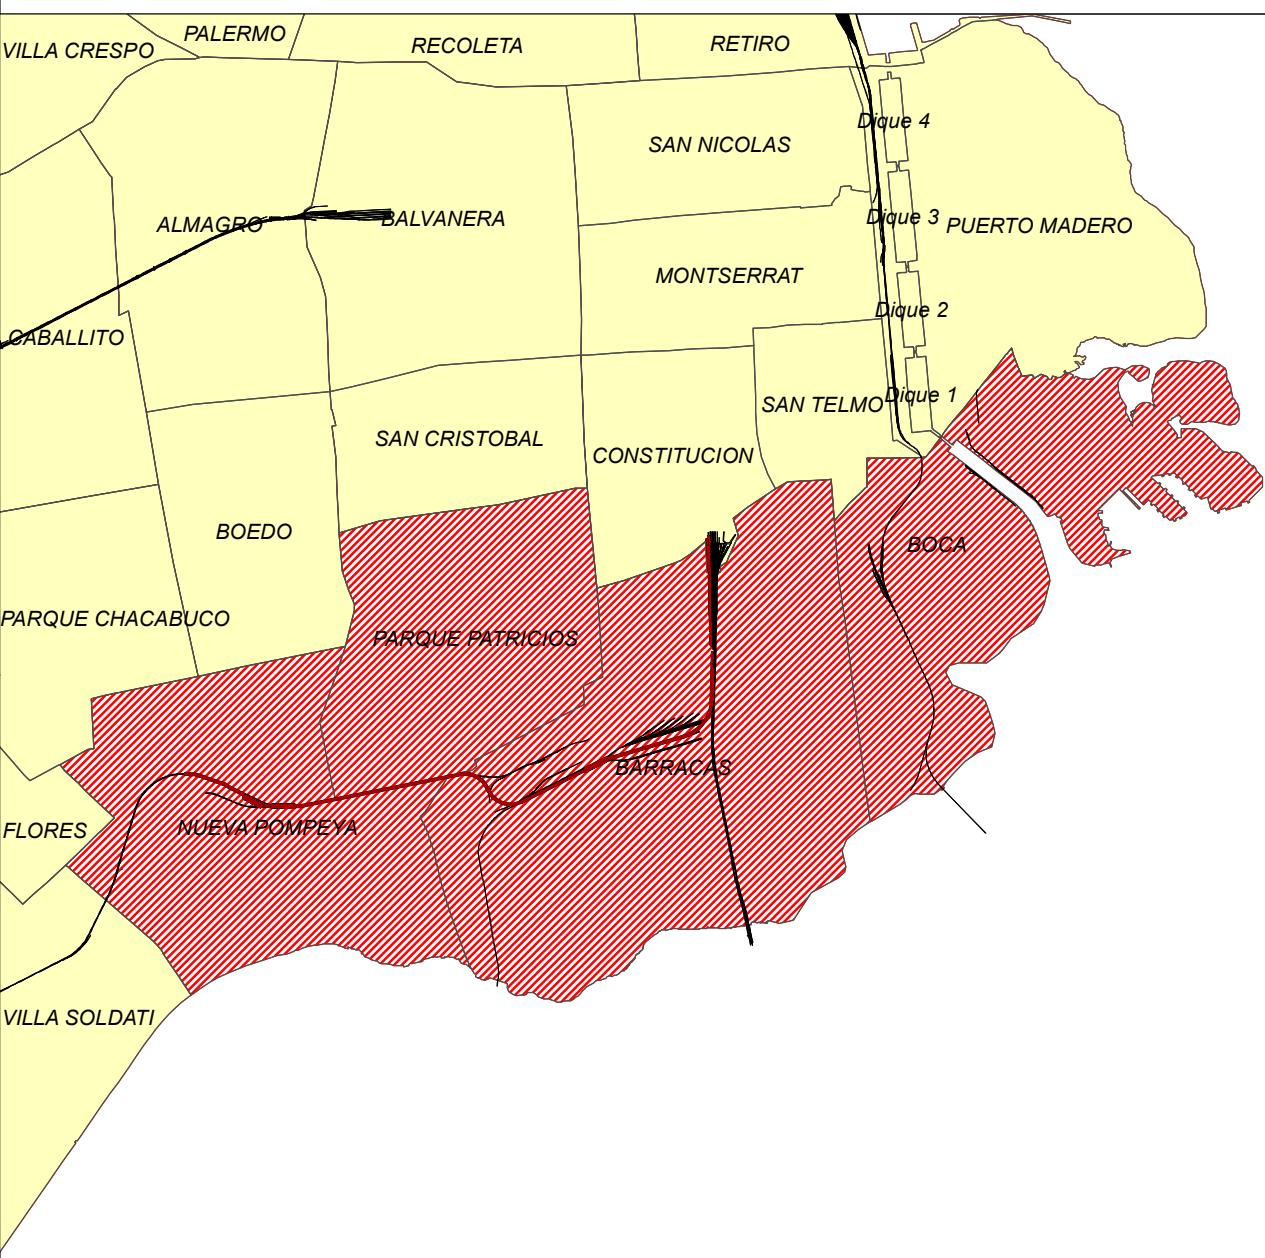 PALERMO
VILLA CRESPO
RECOLETA
RETIRO
Dique 4
SAN NICOLAS
ALMAGRO
BALVANERA
Dique 3
PUERTO MADERO
MONTSERRAT
Dique 2
CABALLITO
Dique 1
SAN TELMO
SAN CRISTOBAL
CONSTITUCION
BOEDO
BOCA
PARQUE CHACABUCO
PARQUE PATRICIOS
BARRACAS
FLORES
NUEVA POMPEYA
VILLA SOLDATI